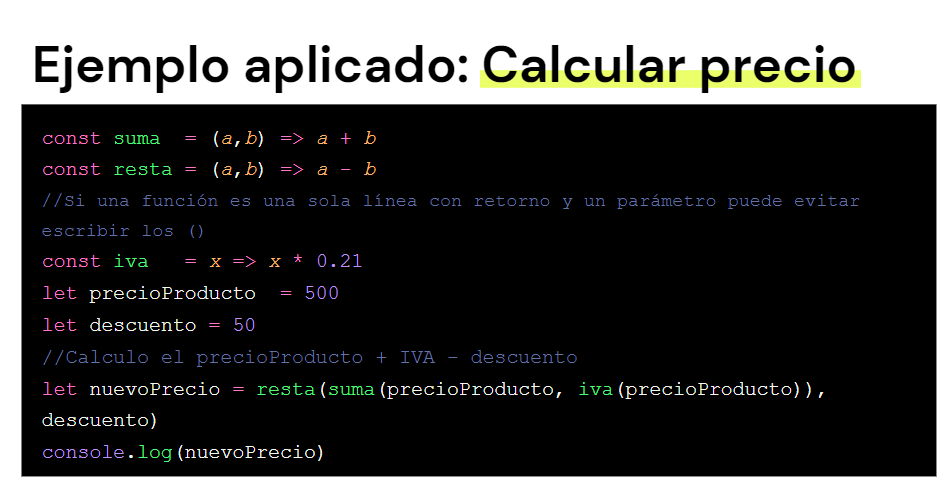 Ejemplo aplicado: Calcular precio
const suma  = (a,b) => a + b
const resta = (a,b) => a - b
//Si una función es una sola línea con retorno y un parámetro puede evitar
escribir los ()
const iva   = x => x * 0.21
let precioProducto  = 500
let descuento = 50
//Calculo el precioProducto + IVA - descuento
let nuevoPrecio = resta(suma(precioProducto, iva(precioProducto)),
descuento)
console.log(nuevoPrecio)